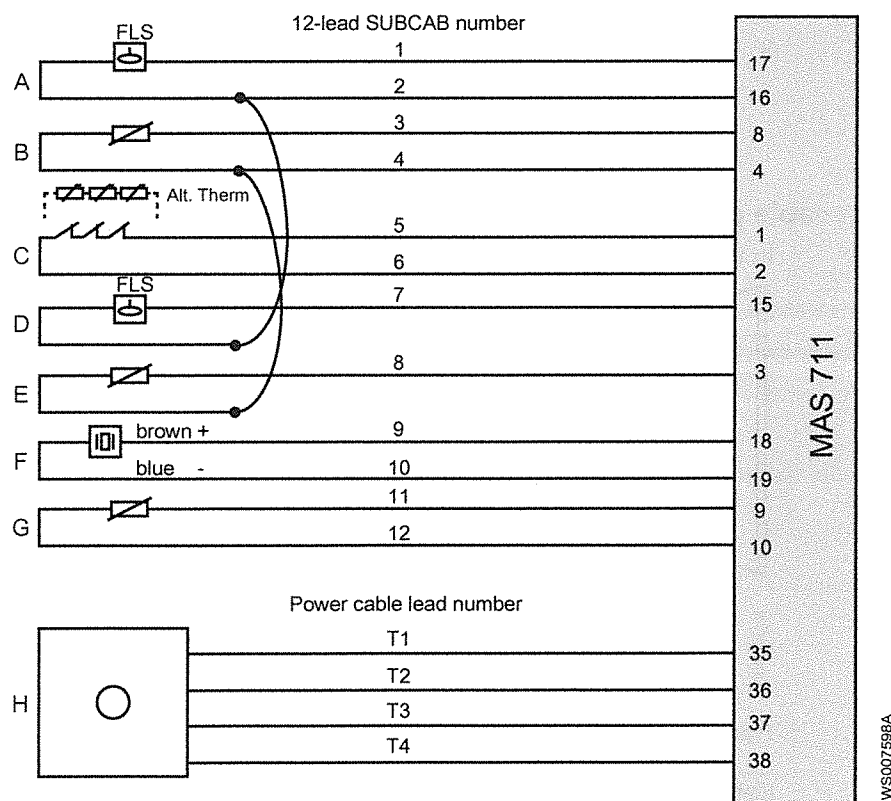 12-lead SUBCAB number
FLS
1
17
A
2
16
3
8
B
4
4
Alt. Therm
5
1
C
6
2
FLS
7
15
D
8
3
E
MAS 711
brown +
9
18
F
blue -
10
19
11
9
G
12
10
Power cable lead number
T1
35
T2
36
H
T3
37
T4
38
WS007598A